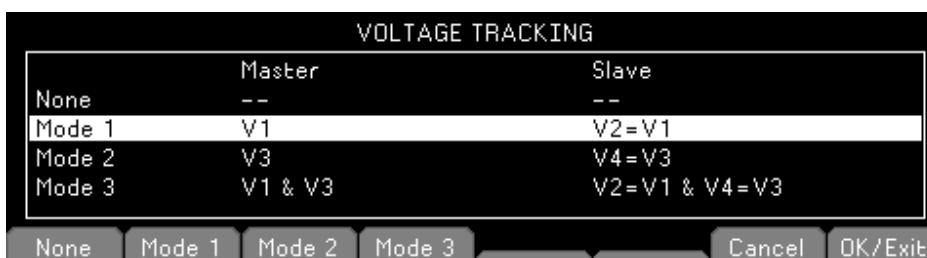 VOLTAGE TRACKING
Master Slave
None -- --
Mode 1 V1 V2=V1
Mode 2 V3 V4=V3
Mode 3 V1 & V3 V2=V1 & V4=V3
None Mode 1 Mode 2 Mode 3 Cancel OK/Exit